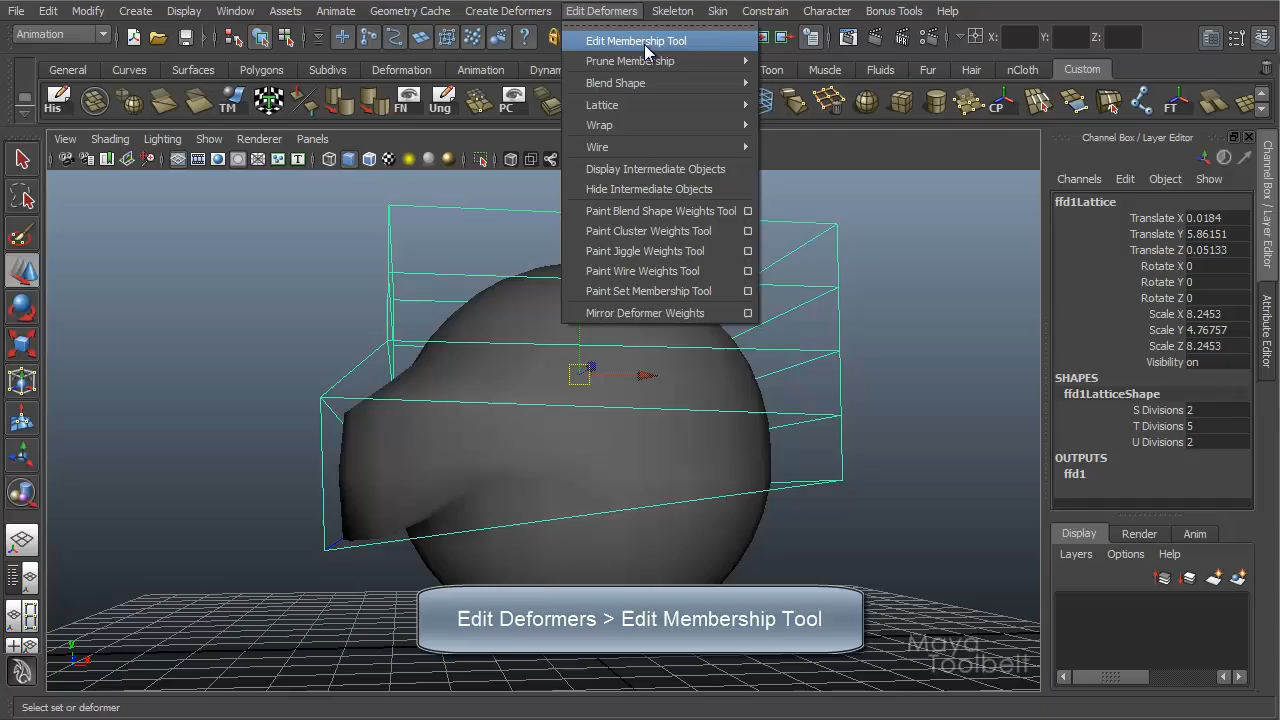 File Edit Modify Create Display Window Assets Animate Geometry Cache Create Deformers Edit Deformers Skeleton Skin Constrain Character Bonus Tools Help
Animation X: Y: Z:
General Curves Surfaces Polygons Subdivs Deformation Animation Dynam Toon Muscle Fluids Fur Hair nCloth Custom
His TM FN Ung PC CP FT
Edit Membership Tool
Prune Membership
Blend Shape
Lattice
Wrap
Wire
Display Intermediate Objects
Hide Intermediate Objects
Paint Blend Shape Weights Tool
Paint Cluster Weights Tool
Paint Jiggle Weights Tool
Paint Wire Weights Tool
Paint Set Membership Tool
Mirror Deformer Weights
View Shading Lighting Show Renderer Panels
Channel Box / Layer Editor
Channels Edit Object Show
ffd1Lattice
Translate X 0.0184
Translate Y 5.86151
Translate Z 0.05133
Rotate X 0
Rotate Y 0
Rotate Z 0
Scale X 8.2453
Scale Y 4.76757
Scale Z 8.2453
Visibility on
SHAPES
ffd1LatticeShape
S Divisions 2
T Divisions 5
U Divisions 2
OUTPUTS
ffd1
Display Render Anim
Layers Options Help
Channel Box / Layer Editor
Attribute Editor
Edit Deformers > Edit Membership Tool
Maya
Toolbelt
y
x
Select set or deformer